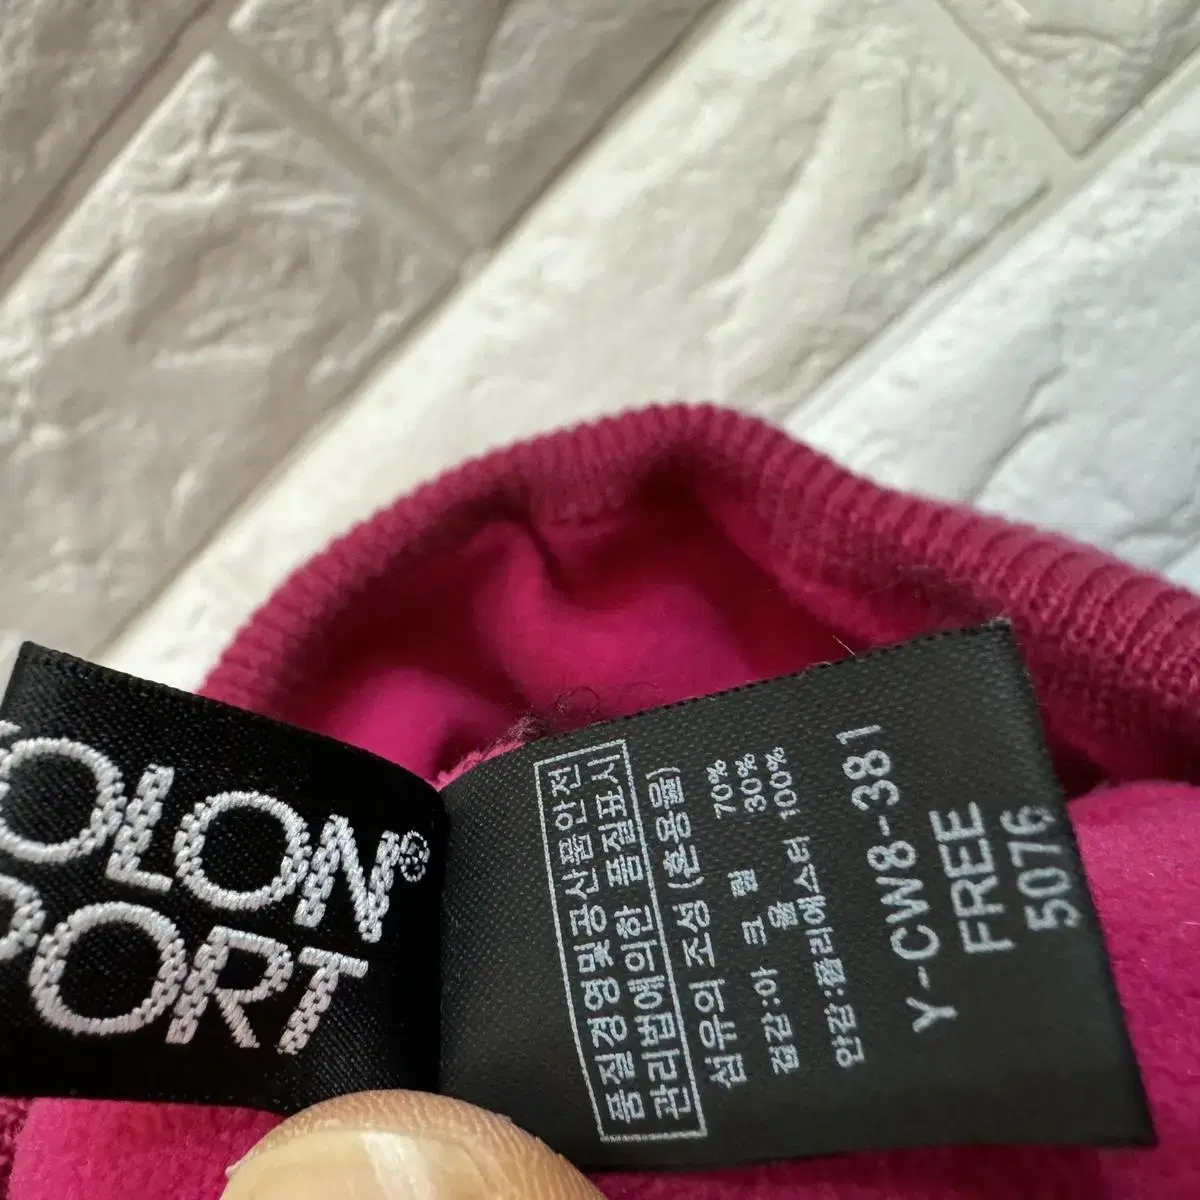 KOLON
SPORT
품질경영및공산품안전
관리법에의한 품질표시
섬유의 조성 (혼용율)
겉감:아 크 릴 70%
울 30%
안감:폴리에스터 100%
Y-CW8-381
FREE
5076